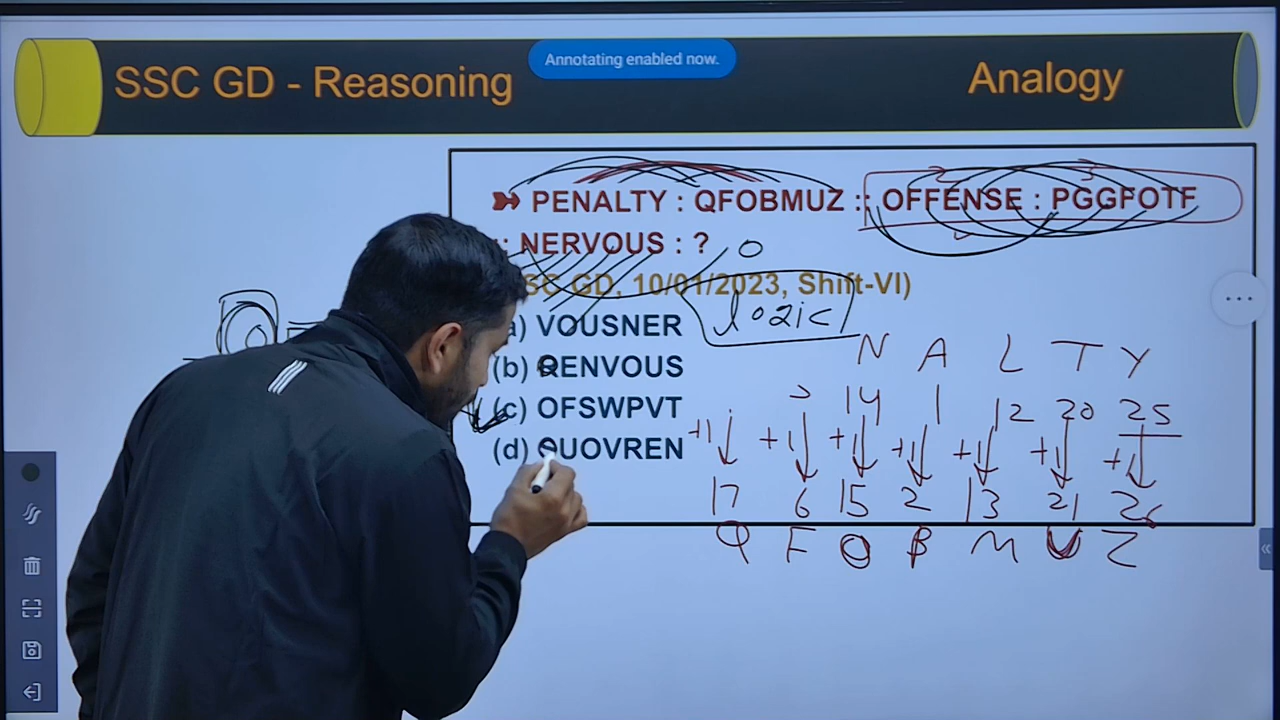 Annotating enabled now.
SSC GD - Reasoning
Analogy
PENALTY : QFOBMUZ :: OFFENSE : PGGFOTF
:: NERVOUS : ?
SC GD, 10/01/2023, Shift-VI)
logic
a) VOUSNER
(b) RENVOUS
(c) OFSWPVT
(d) SUOVREN
N A L T Y
14 1 12 20 25
+1 +1 +1 +1 +1 +1 +1
17 6 15 2 13 21 26
Q F O B M U Z